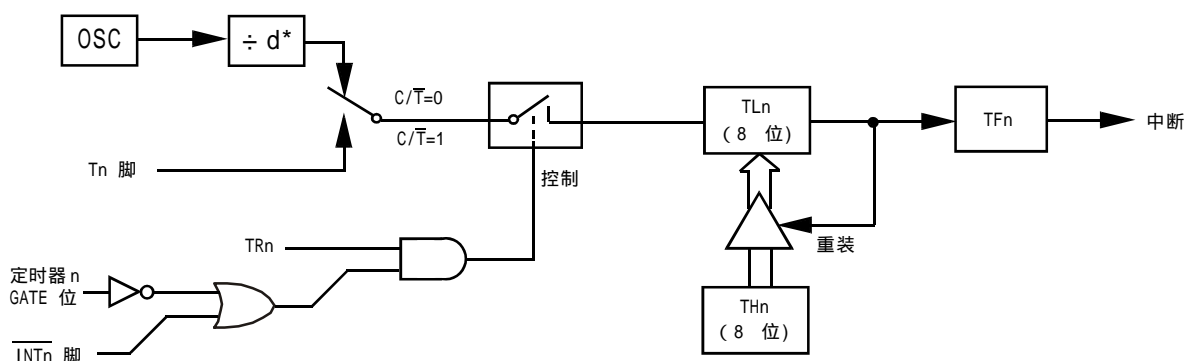 OSC
÷ d*
C/T̅=0
C/T̅=1
Tn 脚
控制
TLn
(8 位)
TFn
中断
重装
TRn
定时器 n
GATE 位
I̅N̅T̅n̅ 脚
THn
(8 位)